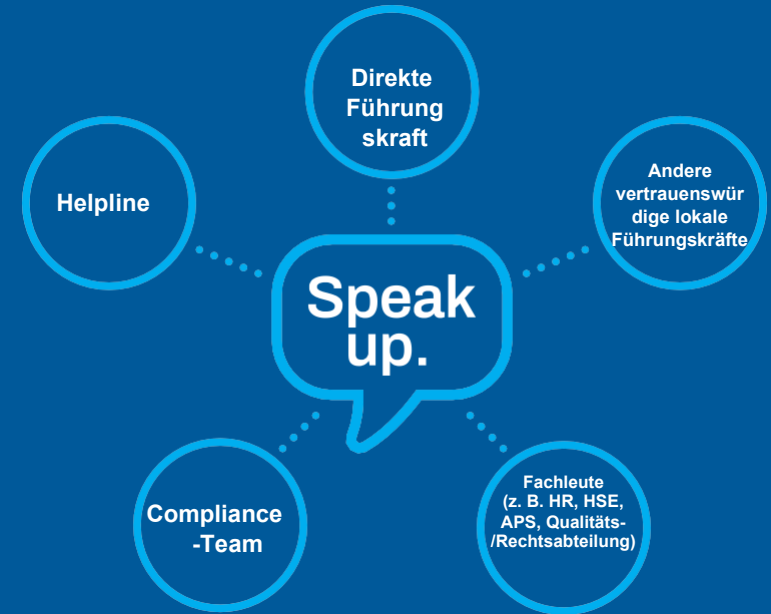 Direkte
Führung
skraft
Helpline
Andere
vertrauenswür
dige lokale
Führungskräfte
Speak
up.
Compliance
-Team
Fachleute
(z. B. HR, HSE,
APS, Qualitäts-
/Rechtsabteilung)